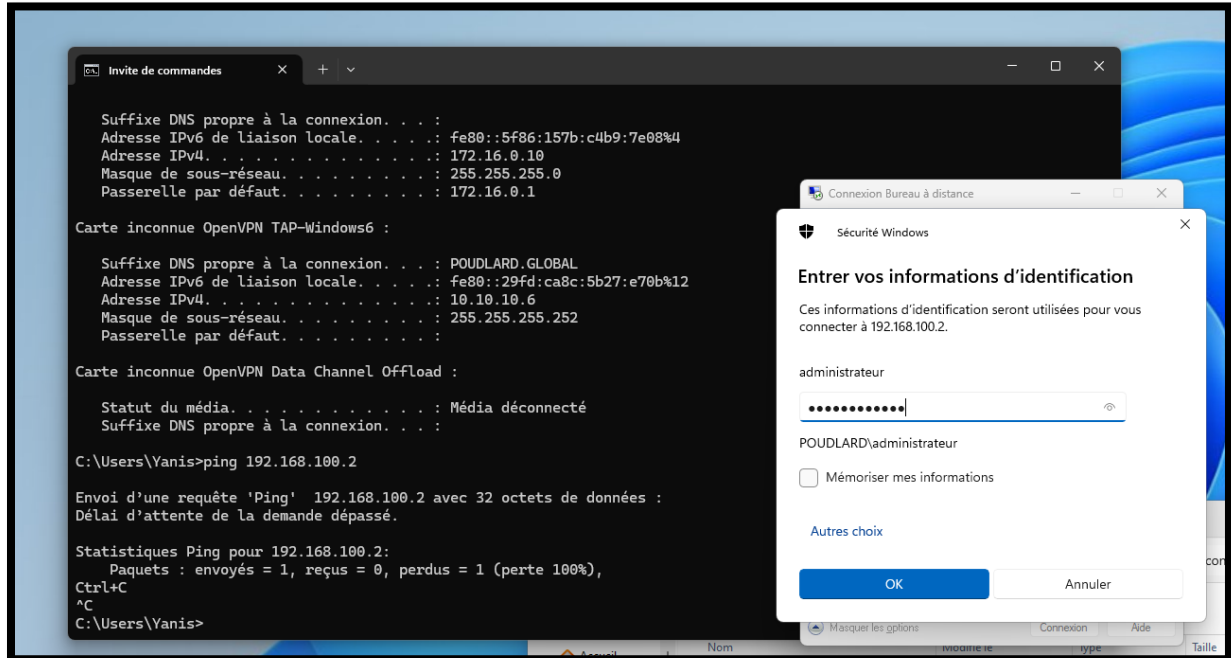 Invite de commandes
Suffixe DNS propre à la connexion. . . :
Adresse IPv6 de liaison locale. . . . .: fe80::5f86:157b:c4b9:7e08%4
Adresse IPv4. . . . . . . . . . . . . .: 172.16.0.10
Masque de sous-réseau. . . . . . . . . : 255.255.255.0
Passerelle par défaut. . . . . . . . . : 172.16.0.1
Carte inconnue OpenVPN TAP-Windows6 :
Suffixe DNS propre à la connexion. . . : POUDLARD.GLOBAL
Adresse IPv6 de liaison locale. . . . .: fe80::29fd:ca8c:5b27:e70b%12
Adresse IPv4. . . . . . . . . . . . . .: 10.10.10.6
Masque de sous-réseau. . . . . . . . . : 255.255.255.252
Passerelle par défaut. . . . . . . . . :
Carte inconnue OpenVPN Data Channel Offload :
Statut du média. . . . . . . . . . . . : Média déconnecté
Suffixe DNS propre à la connexion. . . :
C:\Users\Yanis>ping 192.168.100.2
Envoi d’une requête 'Ping'  192.168.100.2 avec 32 octets de données :
Délai d’attente de la demande dépassé.
Statistiques Ping pour 192.168.100.2:
Paquets : envoyés = 1, reçus = 0, perdus = 1 (perte 100%),
Ctrl+C
^C
C:\Users\Yanis>
Connexion Bureau à distance
Sécurité Windows
Entrer vos informations d’identification
Ces informations d’identification seront utilisées pour vous
connecter à 192.168.100.2.
administrateur
POUDLARD\administrateur
Mémoriser mes informations
Autres choix
OK Annuler
Masquer les options Connexion Aide
Accueil Nom Modifié le Type Taille